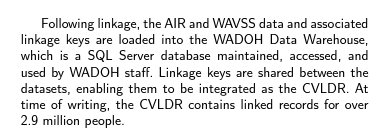 Following linkage, the AIR and WAVSS data and associated
linkage keys are loaded into the WADOH Data Warehouse,
which is a SQL Server database maintained, accessed, and
used by WADOH staff. Linkage keys are shared between the
datasets, enabling them to be integrated as the CVLDR. At
time of writing, the CVLDR contains linked records for over
2.9 million people.